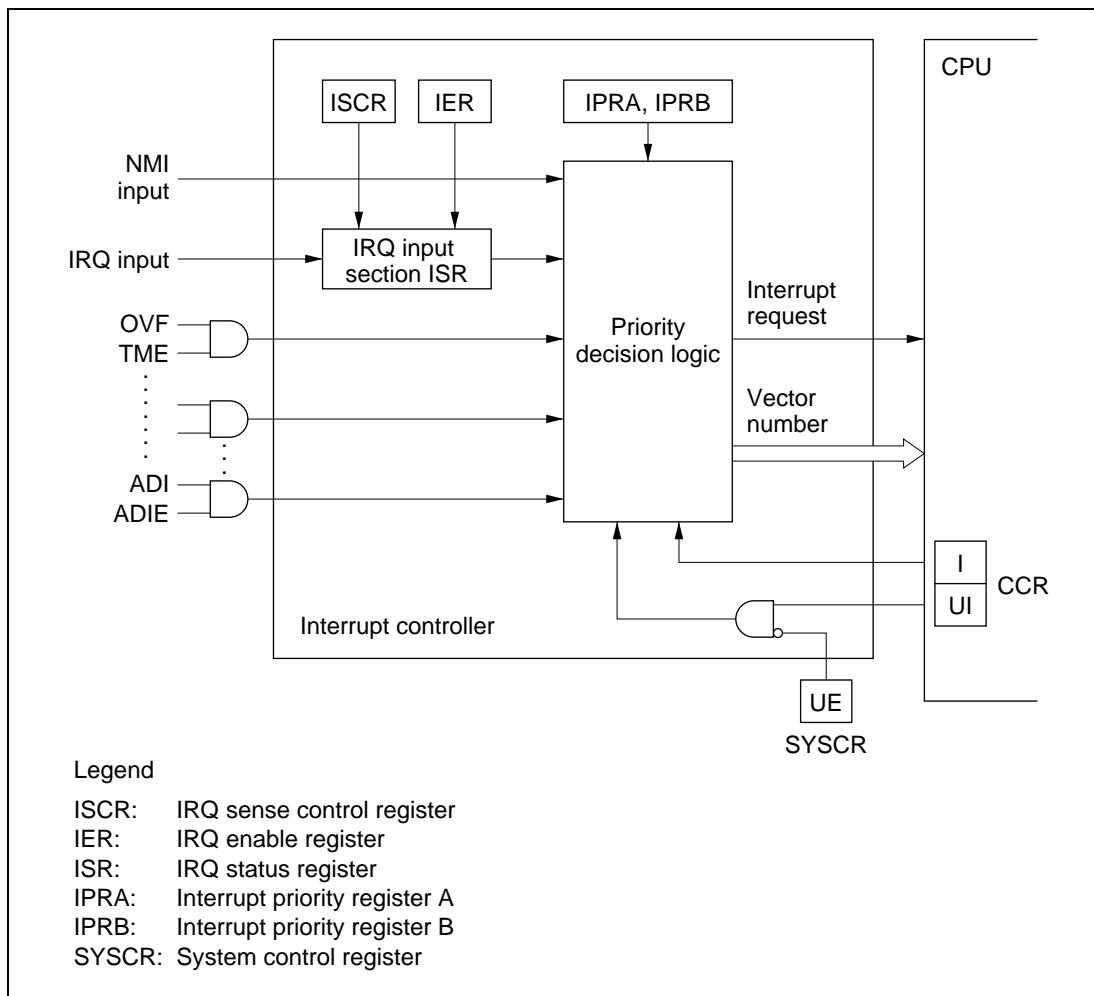 CPU
ISCR
IER
IPRA, IPRB
NMI
input
IRQ input
IRQ input
section ISR
OVF
TME
Priority
decision logic
Interrupt
request
Vector
number
ADI
ADIE
I
UI
CCR
Interrupt controller
UE
SYSCR
Legend
ISCR: IRQ sense control register
IER: IRQ enable register
ISR: IRQ status register
IPRA: Interrupt priority register A
IPRB: Interrupt priority register B
SYSCR: System control register